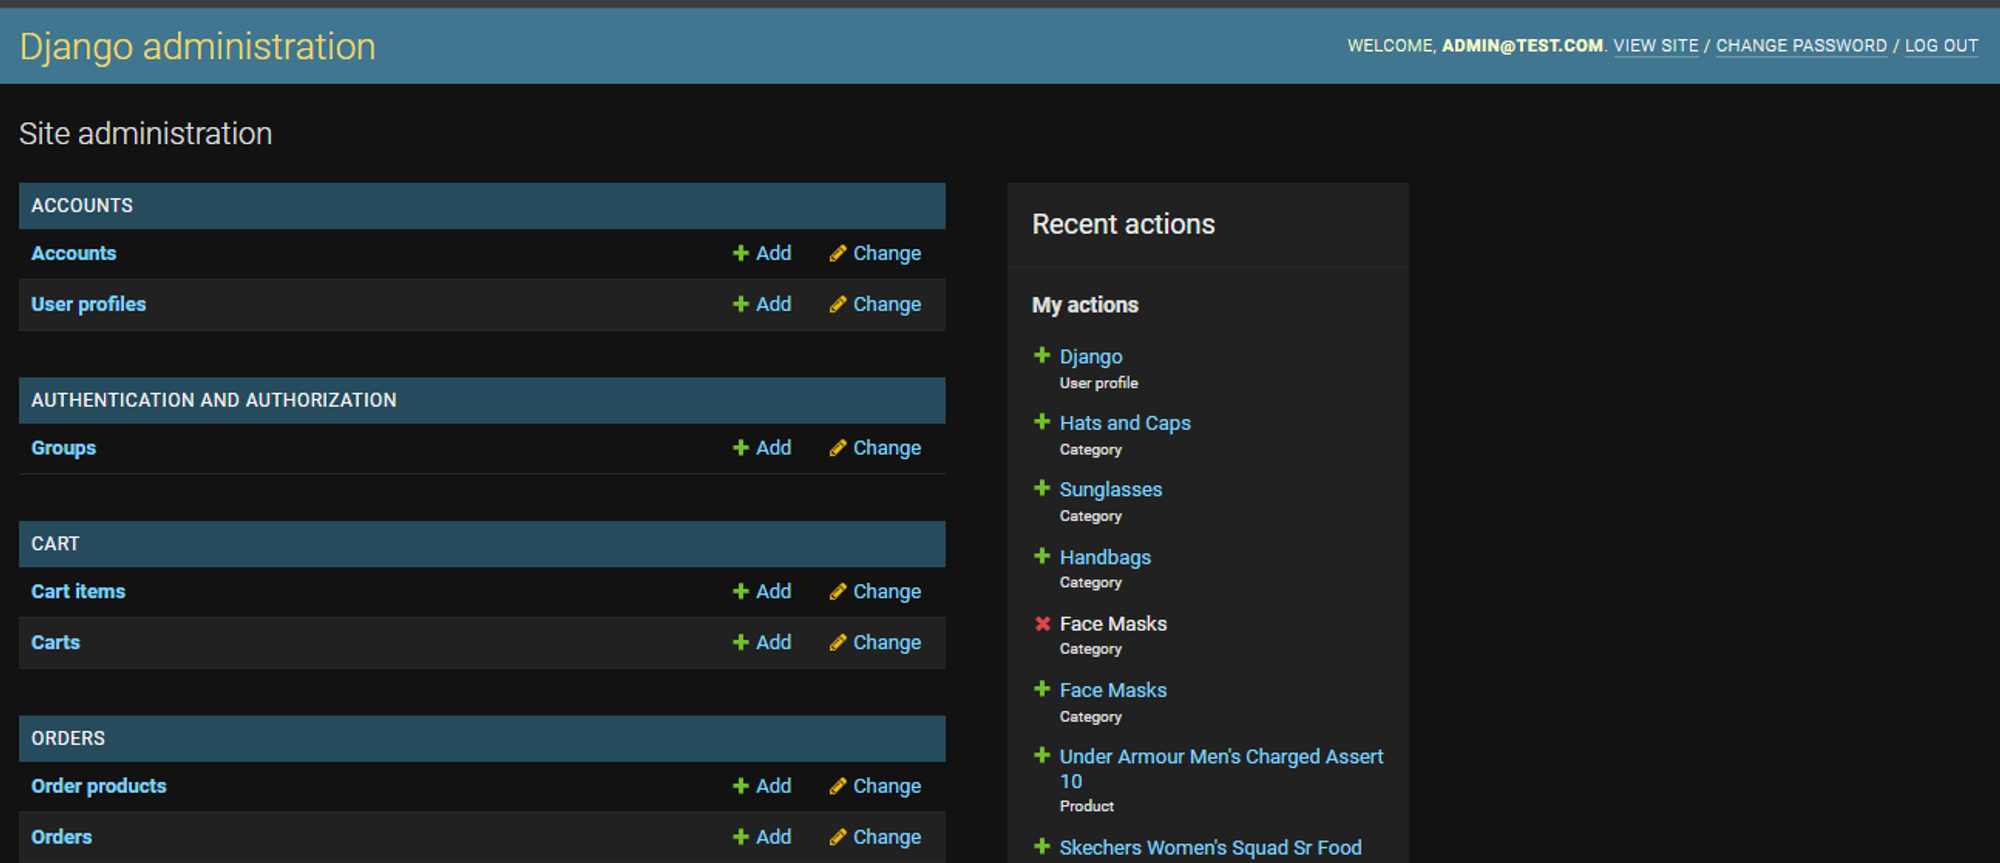 Django administration
WELCOME, ADMIN@TEST.COM. VIEW SITE / CHANGE PASSWORD / LOG OUT
Site administration
ACCOUNTS
Accounts Add Change
User profiles Add Change
AUTHENTICATION AND AUTHORIZATION
Groups Add Change
CART
Cart items Add Change
Carts Add Change
ORDERS
Order products Add Change
Orders Add Change
Recent actions
My actions
Django
User profile
Hats and Caps
Category
Sunglasses
Category
Handbags
Category
Face Masks
Category
Face Masks
Category
Under Armour Men's Charged Assert
10
Product
Skechers Women's Squad Sr Food